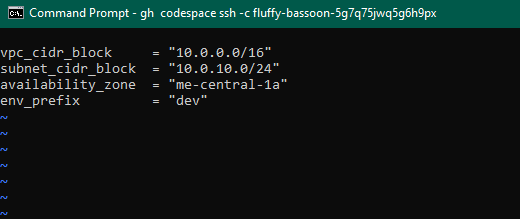 Command Prompt - gh codespace ssh -c fluffy-bassoon-5g7q75jwq5g6h9px
vpc_cidr_block     = "10.0.0.0/16"
subnet_cidr_block  = "10.0.10.0/24"
availability_zone  = "me-central-1a"
env_prefix         = "dev"
~
~
~
~
~
~
~